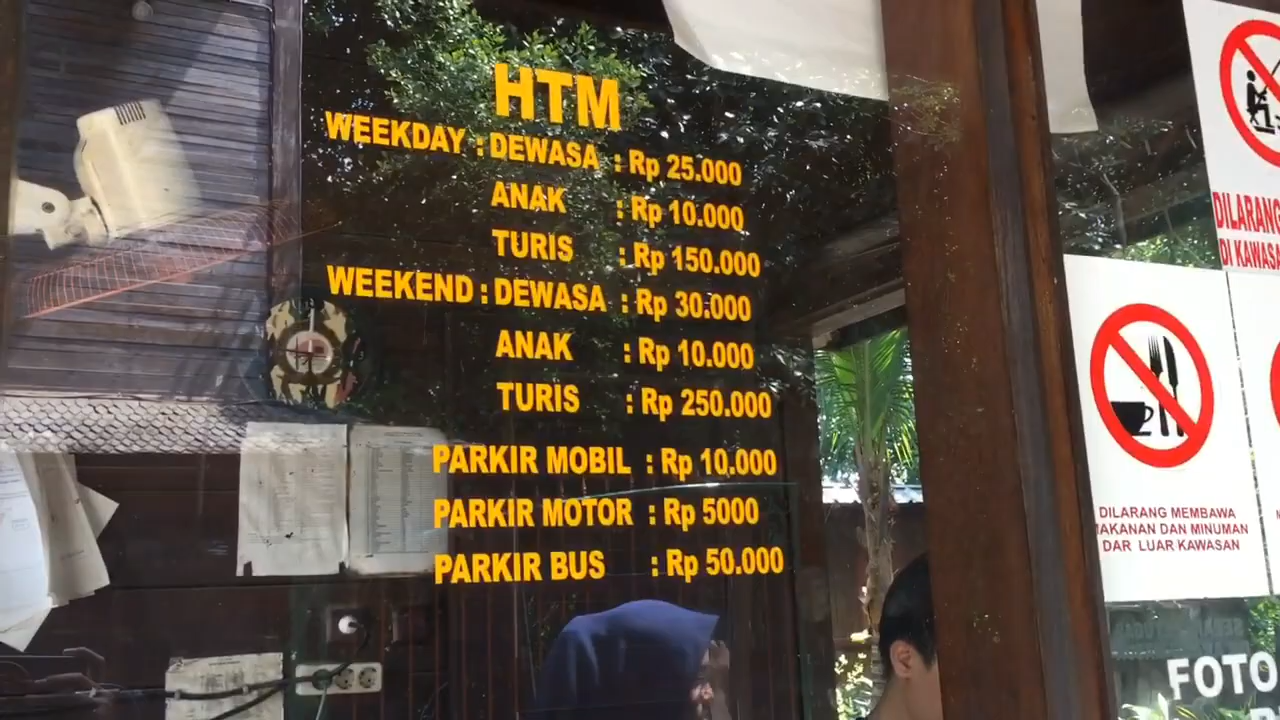 HTM
WEEKDAY : DEWASA : Rp 25.000
ANAK : Rp 10.000
TURIS : Rp 150.000
WEEKEND : DEWASA : Rp 30.000
ANAK : Rp 10.000
TURIS : Rp 250.000
PARKIR MOBIL : Rp 10.000
PARKIR MOTOR : Rp 5000
PARKIR BUS : Rp 50.000
DILARANG
DI KAWASA
DILARANG MEMBAWA
MAKANAN DAN MINUMAN
DAR LUAR KAWASAN
FOTO